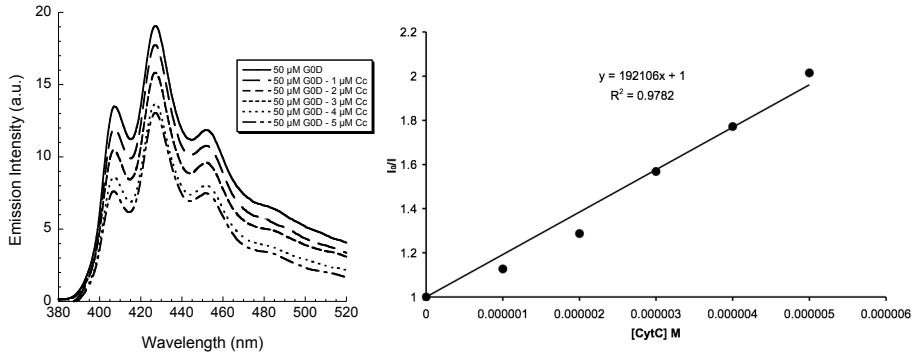 20
15
10
5
0
380 400 420 440 460 480 500 520
Emission Intensity (a.u.)
Wavelength (nm)
50 µM G0D
50 µM G0D - 1 µM Cc
50 µM G0D - 2 µM Cc
50 µM G0D - 3 µM Cc
50 µM G0D - 4 µM Cc
50 µM G0D - 5 µM Cc
2.2
2
1.8
1.6
1.4
1.2
1
I₀/I
y = 192106x + 1
R² = 0.9782
0 0.000001 0.000002 0.000003 0.000004 0.000005 0.000006
[CytC] M